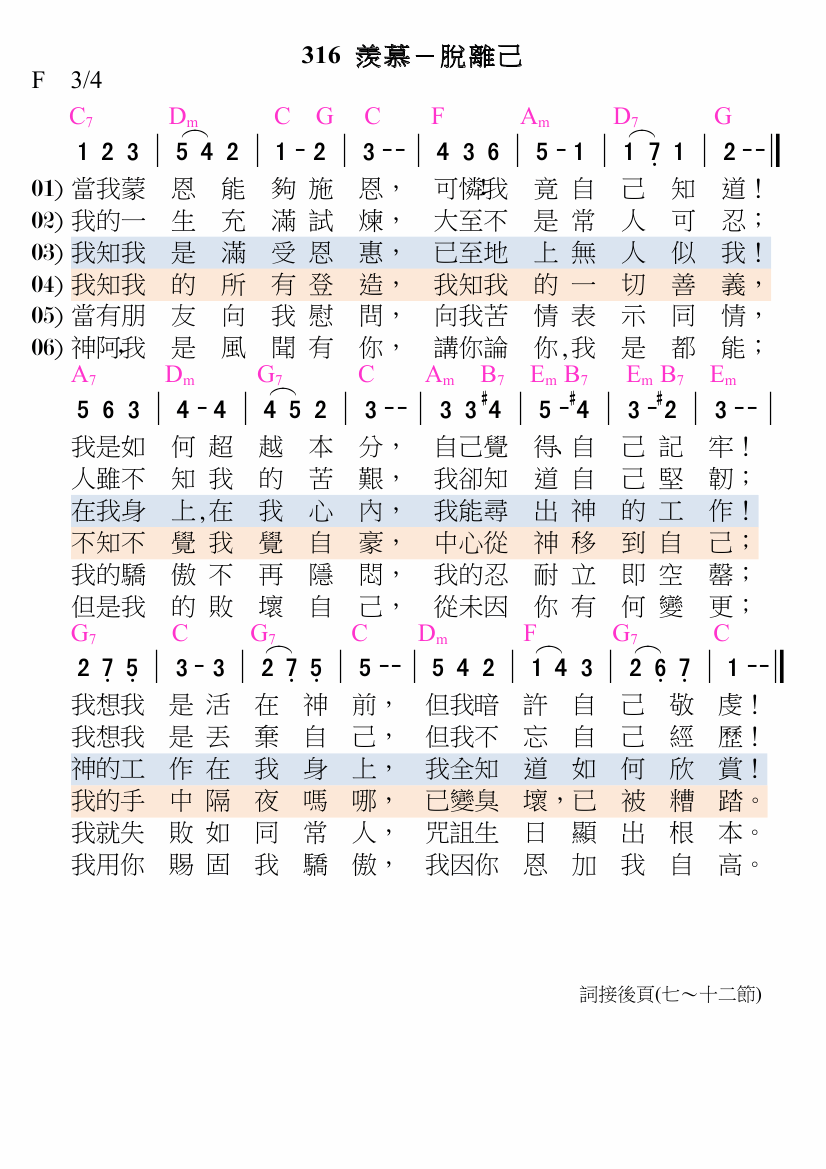 316 羨慕－脫離己
F 3/4
C7 Dm C G C F Am D7 G
1 2 3 | 5 4 2 | 1 - 2 | 3 - - | 4 3 6 | 5 - 1 | 1 7̣ 1 | 2 - - ‖
01) 當我蒙 恩 能 夠 施 恩， 可憐!我 竟 自 己 知 道！
02) 我的一 生 充 滿 試 煉， 大至不 是 常 人 可 忍；
03) 我知我 是 滿 受 恩 惠， 已至地 上 無 人 似 我！
04) 我知我 的 所 有 登 造， 我知我 的 一 切 善 義，
05) 當有朋 友 向 我 慰 問， 向我苦 情 表 示 同 情，
06) 神阿,我 是 風 聞 有 你， 講你論 你,我 是 都 能；
A7 Dm G7 C Am B7 Em B7 Em B7 Em
5 6 3 | 4 - 4 | 4 5 2 | 3 - - | 3 3 #4 | 5 - #4 | 3 - #2 | 3 - - |
我是如 何 超 越 本 分， 自己覺 得、自 己 記 牢！
人雖不 知 我 的 苦 艱， 我卻知 道 自 己 堅 韌；
在我身 上,在 我 心 內， 我能尋 出 神 的 工 作！
不知不 覺 我 覺 自 豪， 中心從 神 移 到 自 己；
我的驕 傲 不 再 隱 悶， 我的忍 耐 立 即 空 罄；
但是我 的 敗 壞 自 己， 從未因 你 有 何 變 更；
G7 C G7 C Dm F G7 C
2 7̣ 5̣ | 3 - 3 | 2 7̣ 5̣ | 5 - - | 5 4 2 | 1 4 3 | 2 6̣ 7̣ | 1 - - ‖
我想我 是 活 在 神 前， 但我暗 許 自 己 敬 虔！
我想我 是 丟 棄 自 己， 但我不 忘 自 己 經 歷！
神的工 作 在 我 身 上， 我全知 道 如 何 欣 賞！
我的手 中 隔 夜 嗎 哪， 已變臭 壞，已 被 糟 踏。
我就失 敗 如 同 常 人， 咒詛生 日 顯 出 根 本。
我用你 賜 固 我 驕 傲， 我因你 恩 加 我 自 高。
詞接後頁(七～十二節)